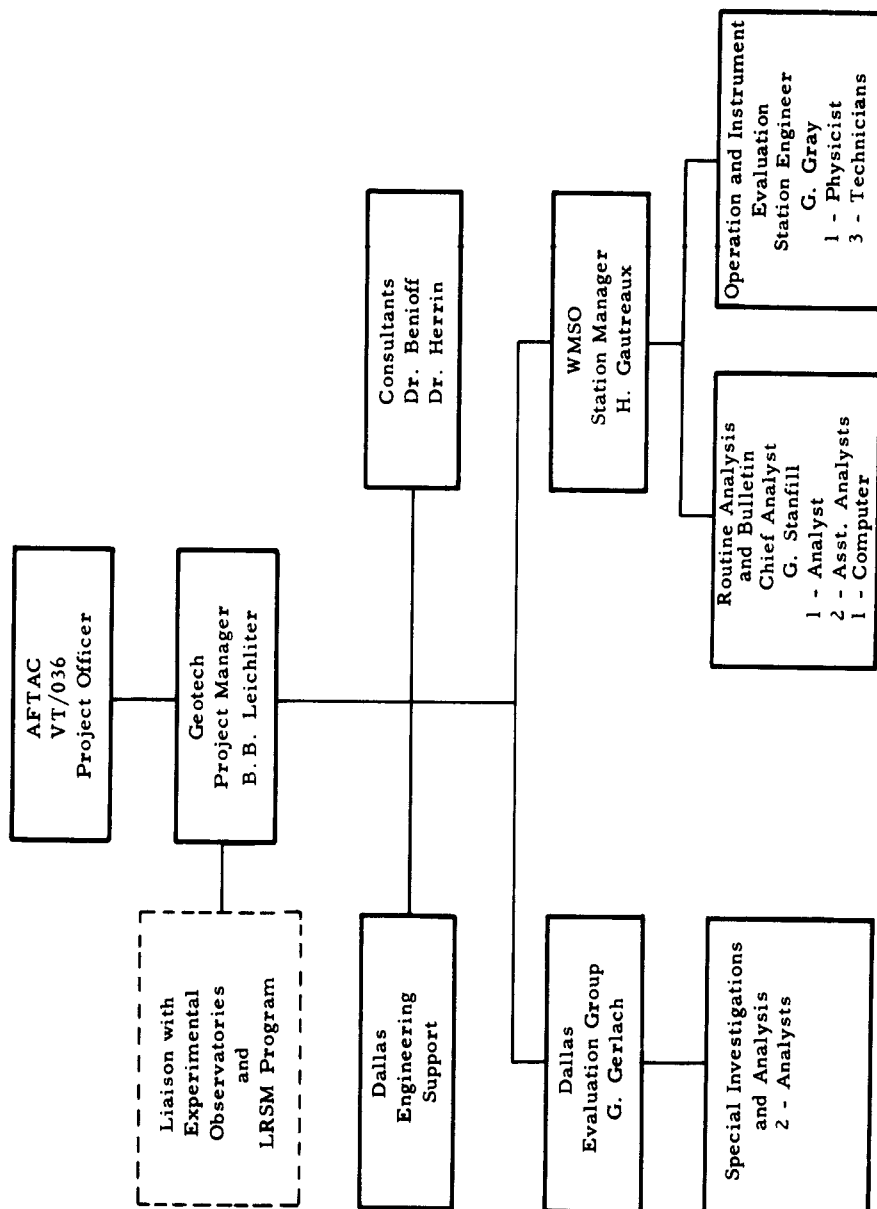 AFTAC
VT/036
Project Officer
Liaison with
Experimental
Observatories
and
LRSM Program
Geotech
Project Manager
B.B. Leichliter
Dallas
Engineering
Support
Consultants
Dr. Benioff
Dr. Herrin
Dallas
Evaluation Group
G. Gerlach
WMSO
Station Manager
H. Gautreaux
Special Investigations
and Analysis
2 - Analysts
Routine Analysis
and Bulletin
Chief Analyst
G. Stanfill
1 - Analyst
2 - Asst. Analysts
1 - Computer
Operation and Instrument
Evaluation
Station Engineer
G. Gray
1 - Physicist
3 - Technicians